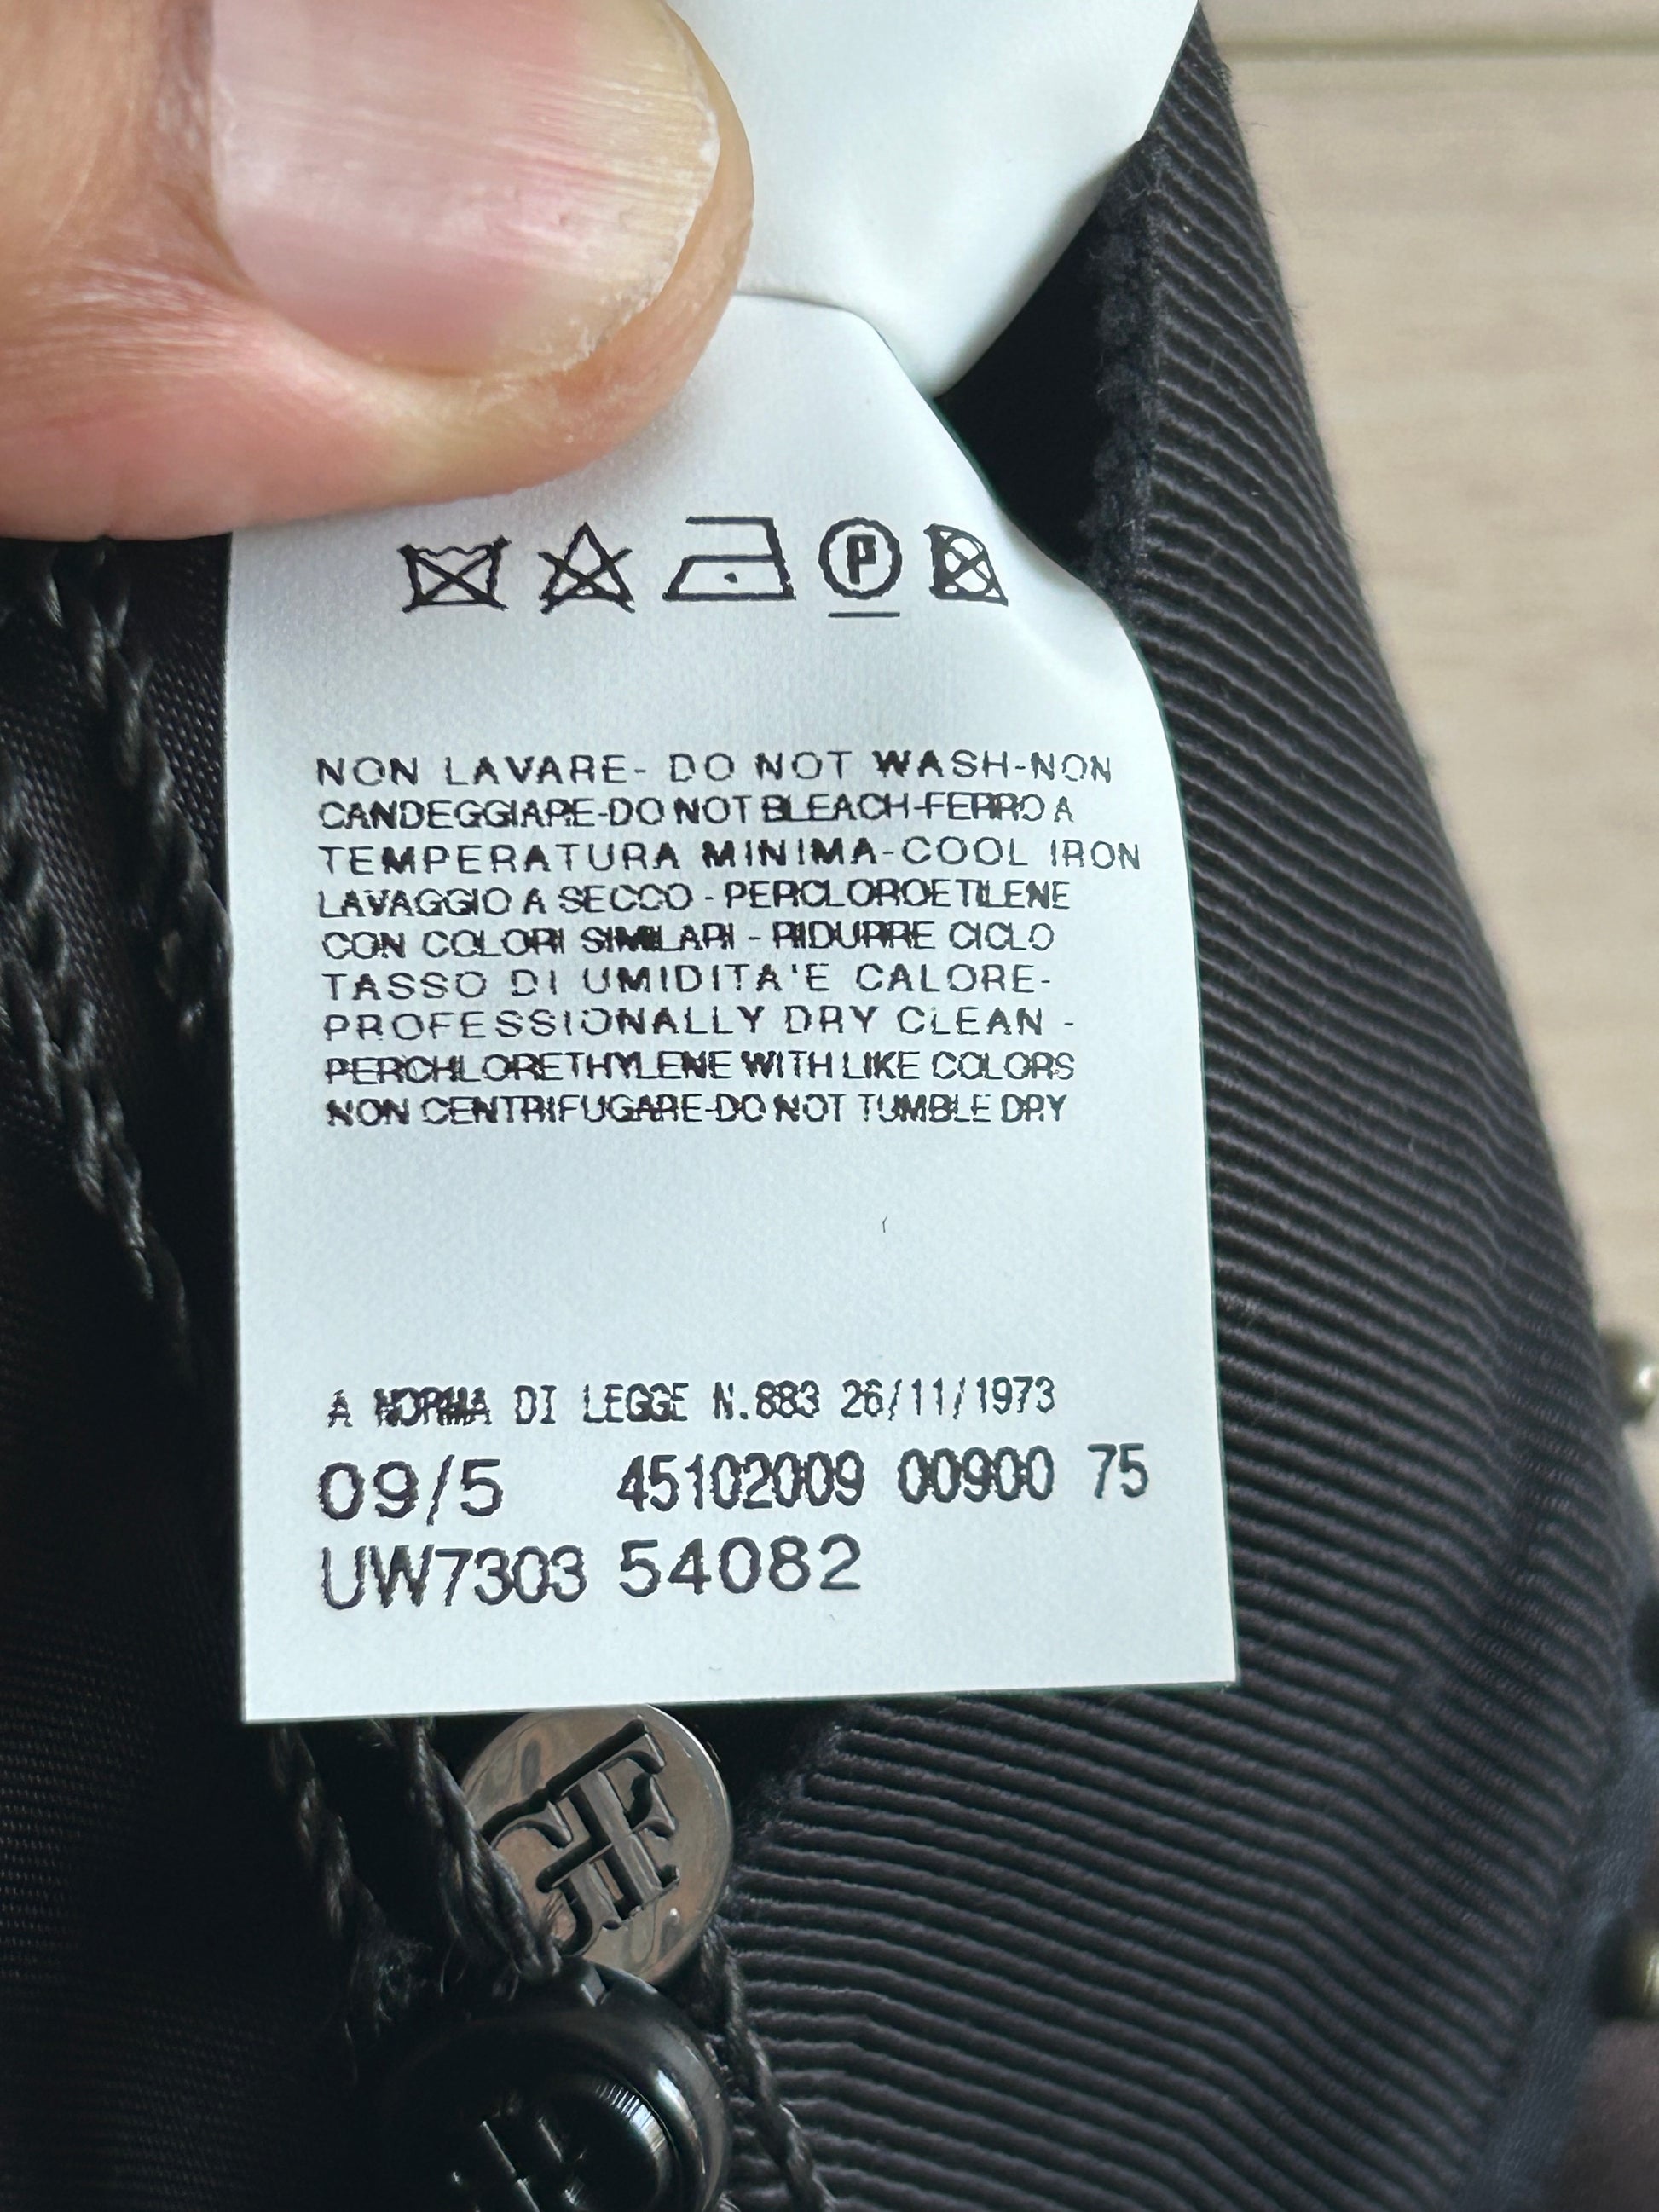 P
NON LAVARE- DO NOT WASH-NON
CANDEGGIARE-DO NOT BLEACH-FERRO A
TEMPERATURA MINIMA-COOL IRON
LAVAGGIO A SECCO - PERCLOROETILENE
CON COLORI SIMILARI - RIDURRE CICLO
TASSO DI UMIDITA'E CALORE-
PROFESSIONALLY DRY CLEAN -
PERCHLORETHYLENE WITH LIKE COLORS
NON CENTRIFUGARE-DO NOT TUMBLE DRY
A NORMA DI LEGGE N.883 26/11/1973
09/5 45102009 00900 75
UW7303 54082
GFF